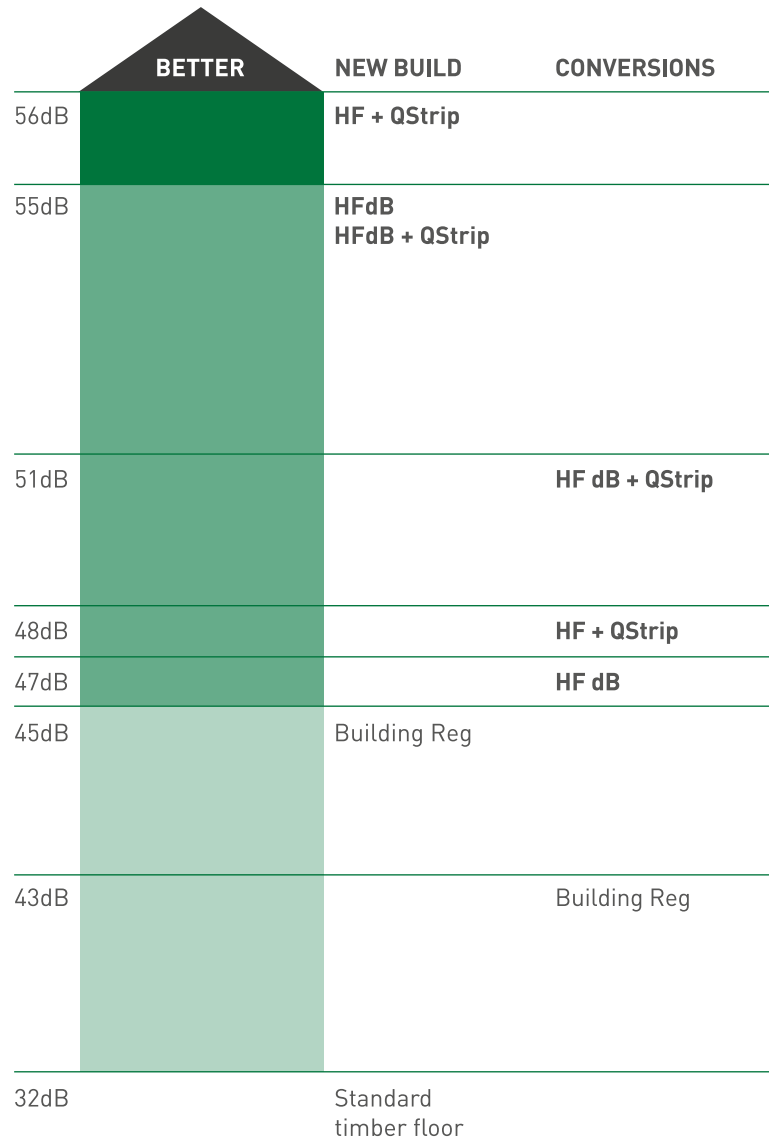 BETTER NEW BUILD CONVERSIONS
56dB HF + QStrip
55dB HFdB
HFdB + QStrip
51dB HF dB + QStrip
48dB HF + QStrip
47dB HF dB
45dB Building Reg
43dB Building Reg
32dB Standard
timber floor